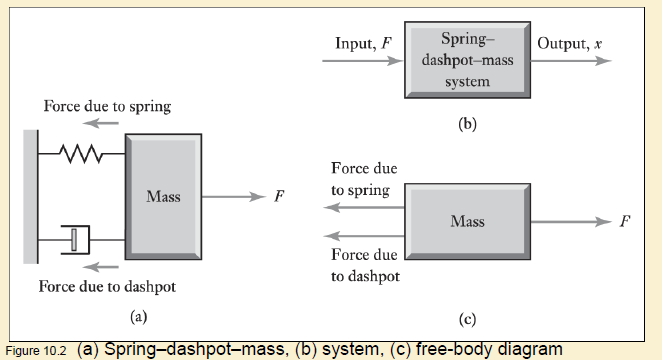 Force due to spring
Mass
F
Force due to dashpot
(a)
Input, F
Spring–
dashpot–mass
system
Output, x
(b)
Force due
to spring
Mass
F
Force due
to dashpot
(c)
Figure 10.2 (a) Spring–dashpot–mass, (b) system, (c) free-body diagram